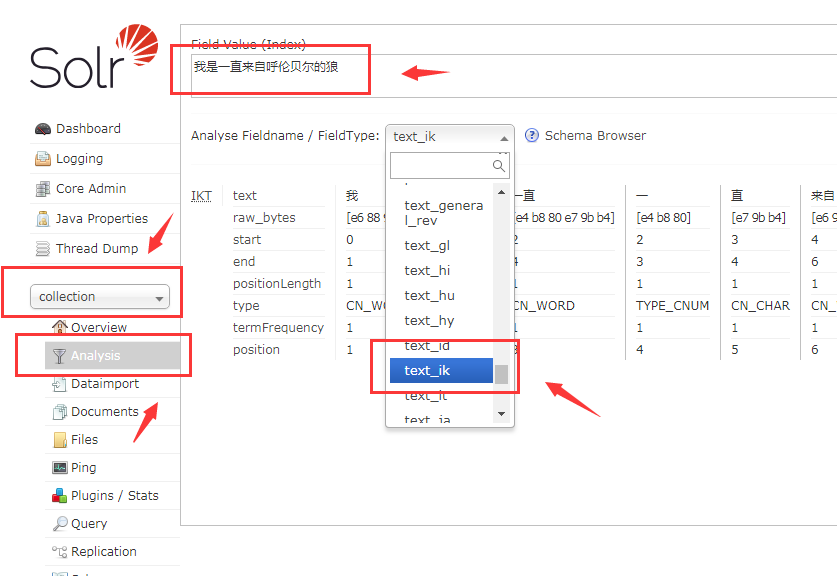 Solr
Field Value (Index)
我是一直来自呼伦贝尔的狼
Analyse Fieldname / FieldType: text_ik Schema Browser
Dashboard
Logging
Core Admin
Java Properties
Thread Dump
collection
Overview
Analysis
Dataimport
Documents
Files
Ping
Plugins / Stats
Query
Replication
text_genera
l_rev
text_gl
text_hi
text_hu
text_hy
text_id
text_ik
text_it
text_ja
IKT text 我 一直 一 直 来自
raw_bytes [e6 88 [e4 b8 80 e7 9b b4] [e4 b8 80] [e7 9b b4] [e6 9
start 0 2 2 3 4
end 1 4 3 4 6
positionLength 1 1 1 1 1
type CN_WO CN_WORD TYPE_CNUM CN_CHAR CN_
termFrequency 1 1 1 1 1
position 1 3 4 5 6